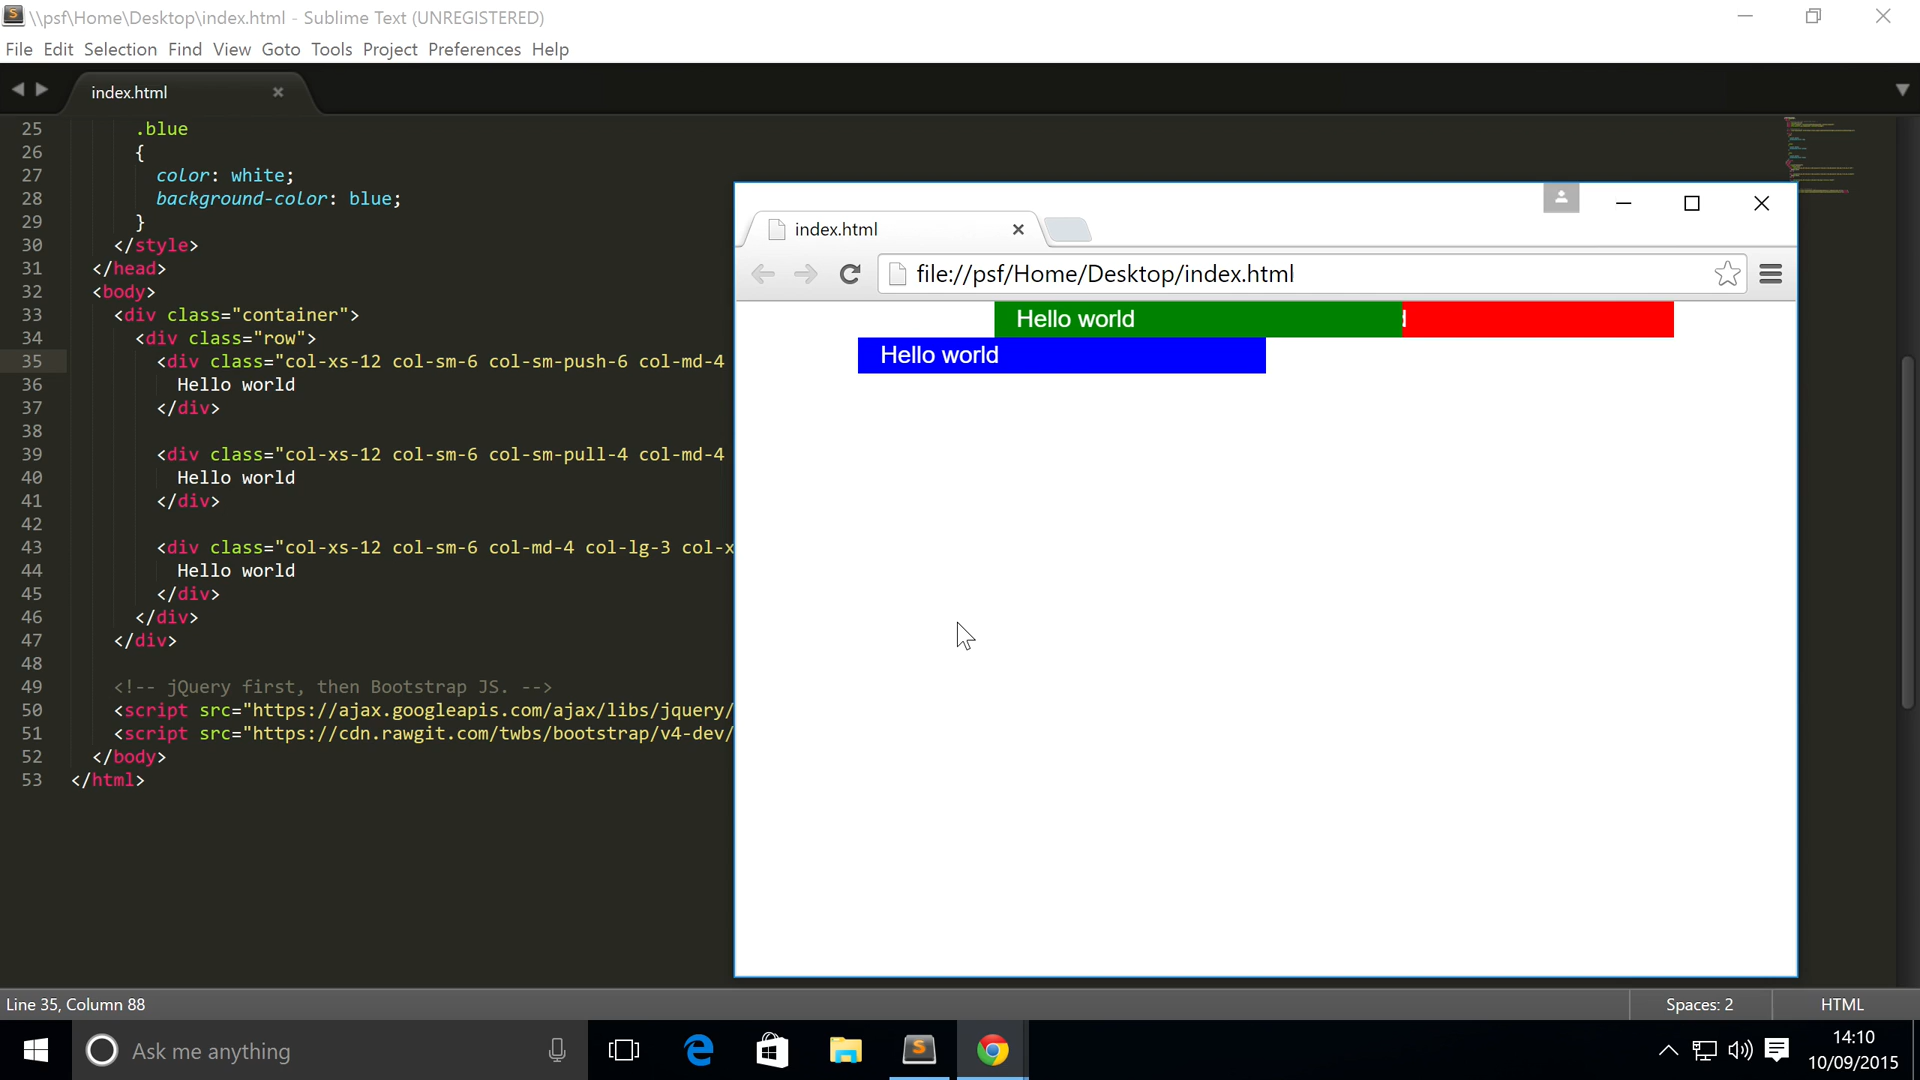 \\psf\Home\Desktop\index.html - Sublime Text (UNREGISTERED)
File Edit Selection Find View Goto Tools Project Preferences Help
index.html
25 .blue
26 {
27 color: white;
28 background-color: blue;
29 }
30 </style>
31 </head>
32 <body>
33 <div class="container">
34 <div class="row">
35 <div class="col-xs-12 col-sm-6 col-sm-push-6 col-md-4
36 Hello world
37 </div>
38
39 <div class="col-xs-12 col-sm-6 col-sm-pull-4 col-md-4
40 Hello world
41 </div>
42
43 <div class="col-xs-12 col-sm-6 col-md-4 col-lg-3 col-x
44 Hello world
45 </div>
46 </div>
47 </div>
48
49 <!-- jQuery first, then Bootstrap JS. -->
50 <script src="https://ajax.googleapis.com/ajax/libs/jquery/
51 <script src="https://cdn.rawgit.com/twbs/bootstrap/v4-dev/
52 </body>
53 </html>
index.html
file://psf/Home/Desktop/index.html
Hello world d
Hello world
Line 35, Column 88
Spaces: 2
HTML
Ask me anything
14:10
10/09/2015